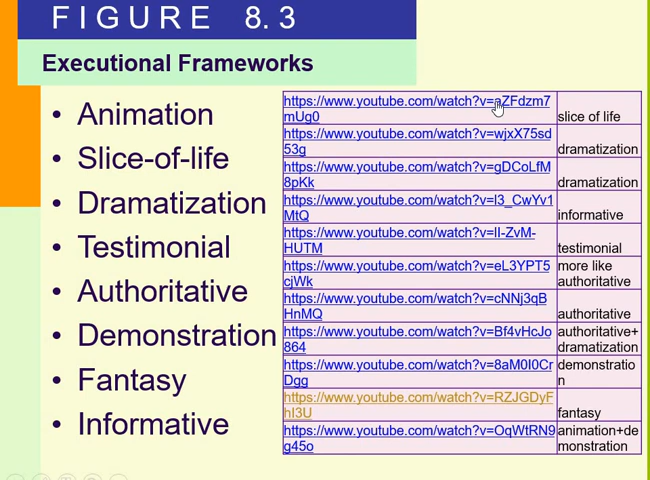 FIGURE 8.3
Executional Frameworks
• Animation
• Slice-of-life
• Dramatization
• Testimonial
• Authoritative
• Demonstration
• Fantasy
• Informative
https://www.youtube.com/watch?v=aZFdzm7
mUg0
slice of life
https://www.youtube.com/watch?v=wjxX75sd
53g
dramatization
https://www.youtube.com/watch?v=gDCoLfM
8pKk
dramatization
https://www.youtube.com/watch?v=l3_CwYv1
MtQ
informative
https://www.youtube.com/watch?v=lI-ZvM-
HUTM
testimonial
https://www.youtube.com/watch?v=eL3YPT5
cjWk
more like
authoritative
https://www.youtube.com/watch?v=cNNj3qB
HnMQ
authoritative
https://www.youtube.com/watch?v=Bf4vHcJo
864
authoritative+
dramatization
https://www.youtube.com/watch?v=8aM0I0Cr
Dgg
demonstratio
n
https://www.youtube.com/watch?v=RZJGDyF
hI3U
fantasy
https://www.youtube.com/watch?v=OqWtRN9
g45o
animation+de
monstration